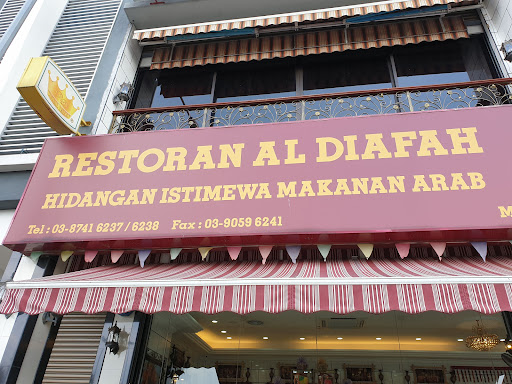 RESTORAN AL DIAFAH
HIDANGAN ISTIMEWA MAKANAN ARAB
Tel : 03-8741 6237 / 6238 Fax : 03-9059 6241